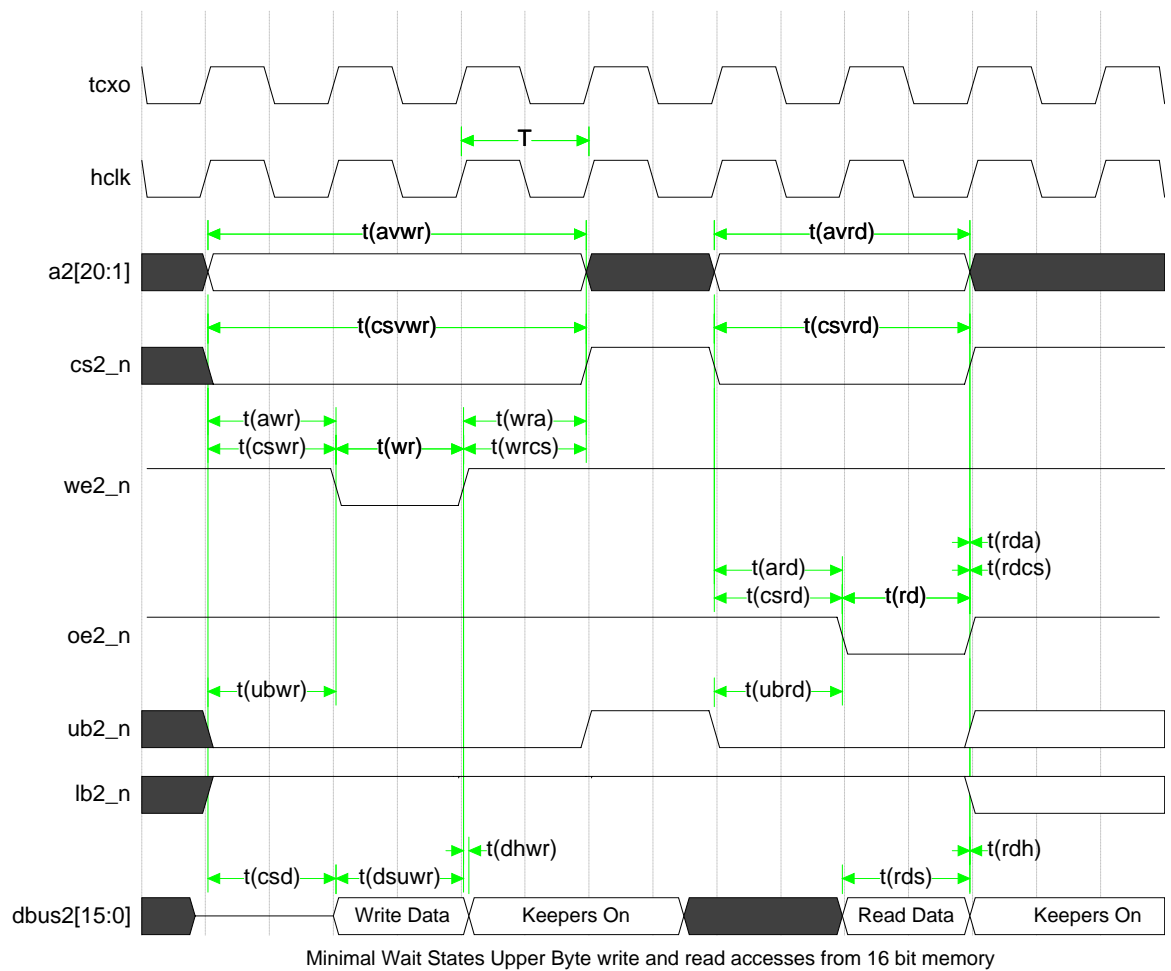 tcxo
T
hclk
t(avwr) t(avrd)
a2[20:1]
t(csvwr) t(csvrd)
cs2_n
t(awr) t(wra)
t(cswr) t(wr) t(wrcs)
we2_n
t(rda)
t(ard) t(rdcs)
t(csrd) t(rd)
oe2_n
t(ubwr) t(ubrd)
ub2_n
lb2_n
t(dhwr) t(rdh)
t(csd) t(dsuwr) t(rds)
dbus2[15:0] Write Data Keepers On Read Data Keepers On
Minimal Wait States Upper Byte write and read accesses from 16 bit memory